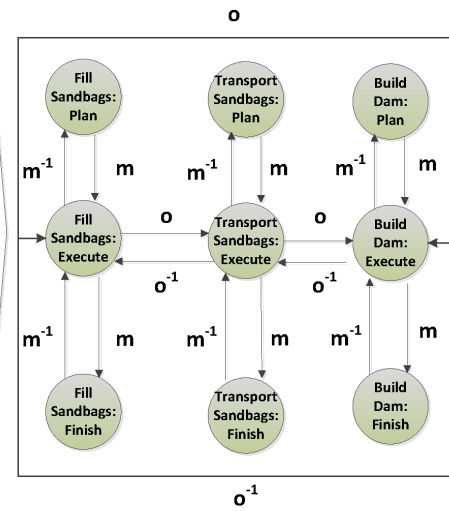 o
Fill
Sandbags:
Plan
Transport
Sandbags:
Plan
Build
Dam:
Plan
m⁻¹
m
m⁻¹
m
m⁻¹
m
Fill
Sandbags:
Execute
o
Transport
Sandbags:
Execute
o
Build
Dam:
Execute
o⁻¹
o⁻¹
m⁻¹
m
m⁻¹
m
m⁻¹
m
Fill
Sandbags:
Finish
Transport
Sandbags:
Finish
Build
Dam:
Finish
o⁻¹